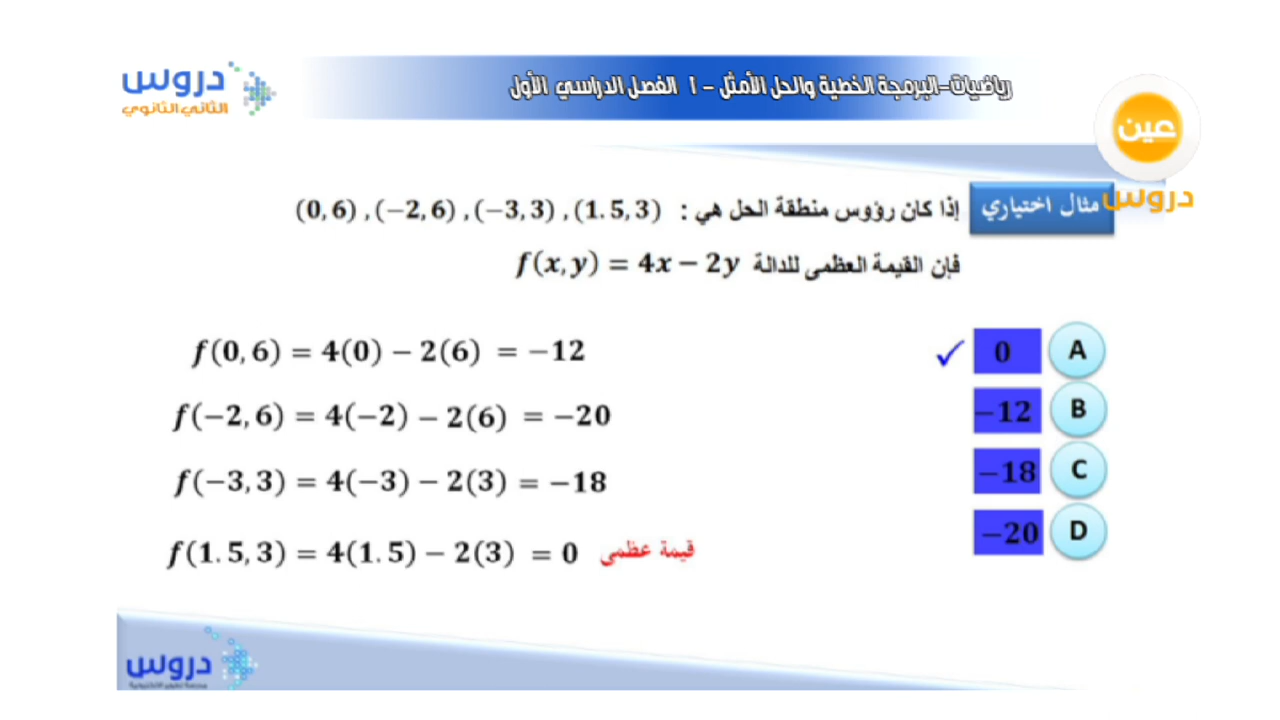 دروس
الثاني الثانوي
رياضيات-البرمجة الخطية والحل الأمثل - ٢ الفصل الدراسي الأول
عين
دروس
مثال اختياري
إذا كان رؤوس منطقة الحل هي : (0, 6) ,(−2, 6) ,(−3, 3) ,(1.5, 3)
فإن القيمة العظمى للدالة f(x, y) = 4x − 2y
f(0, 6) = 4(0) − 2(6) = −12
f(−2, 6) = 4(−2) − 2(6) = −20
f(−3, 3) = 4(−3) − 2(3) = −18
f(1.5, 3) = 4(1.5) − 2(3) = 0 قيمة عظمى
✓ 0 A
−12 B
−18 C
−20 D
دروس